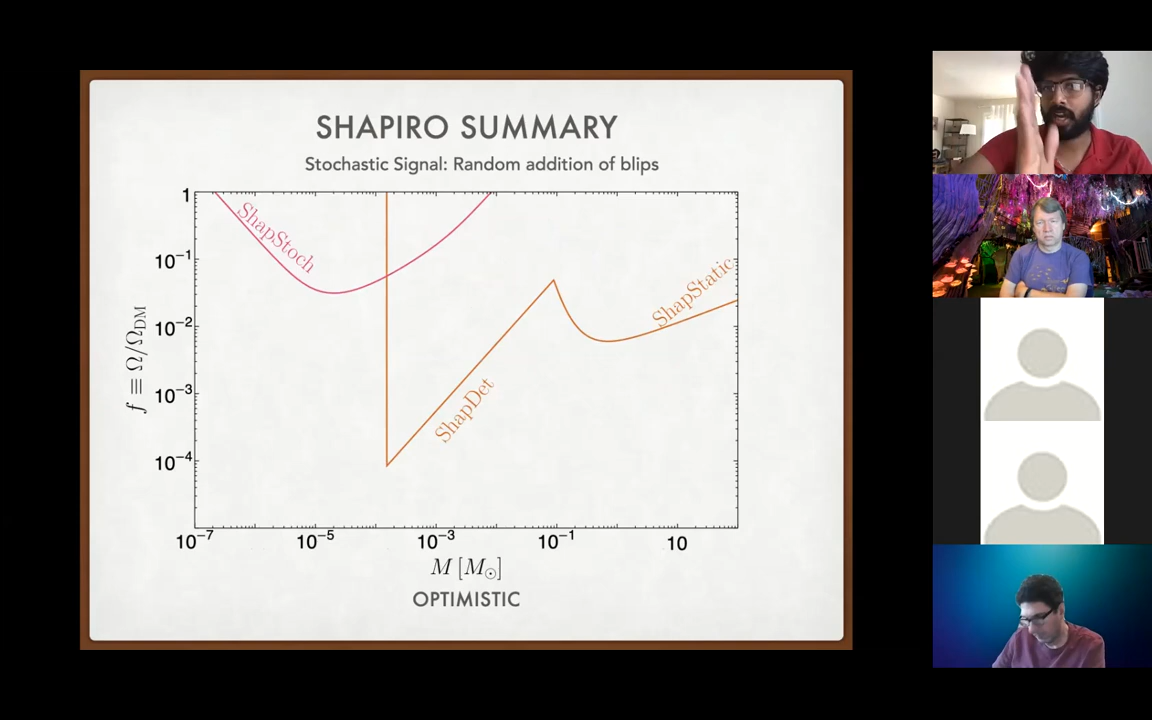 SHAPIRO SUMMARY
Stochastic Signal: Random addition of blips
1
10⁻¹
10⁻²
10⁻³
10⁻⁴
f ≡ Ω/Ω_DM
ShapStoch
ShapDet
ShapStatic
10⁻⁷ 10⁻⁵ 10⁻³ 10⁻¹ 10
M [M_⊙]
OPTIMISTIC